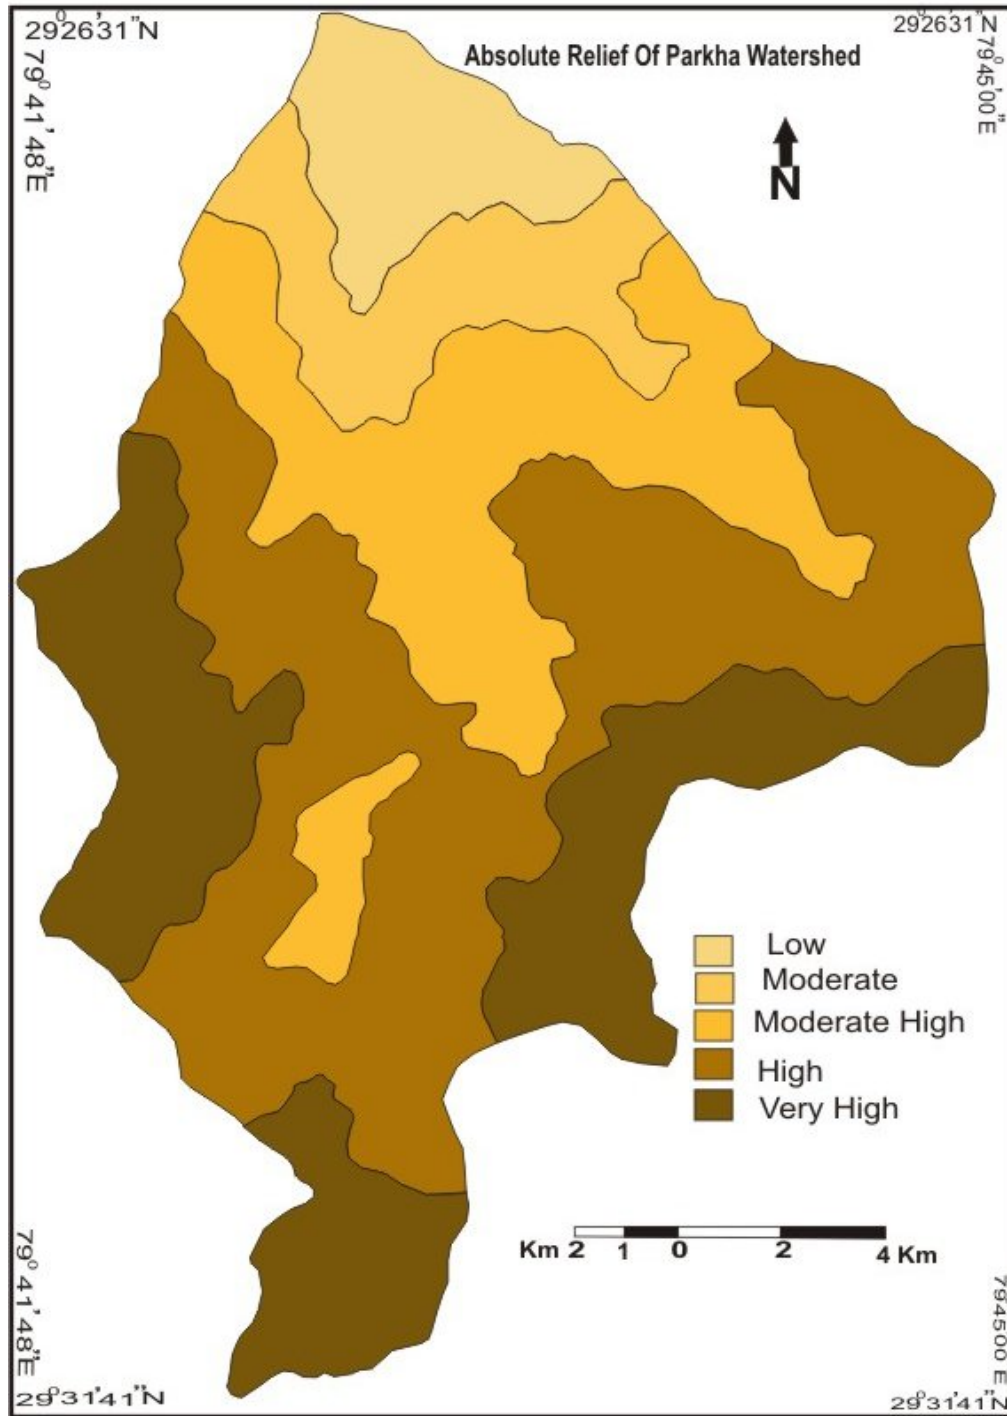 29°26'31"N
29°26'31"N
79°41'48"E
Absolute Relief Of Parkha Watershed
79°45'00"E
N
Low
Moderate
Moderate High
High
Very High
Km 2 1 0 2 4 Km
79°41'48"E
79°45'00"E
29°31'41"N
29°31'41"N